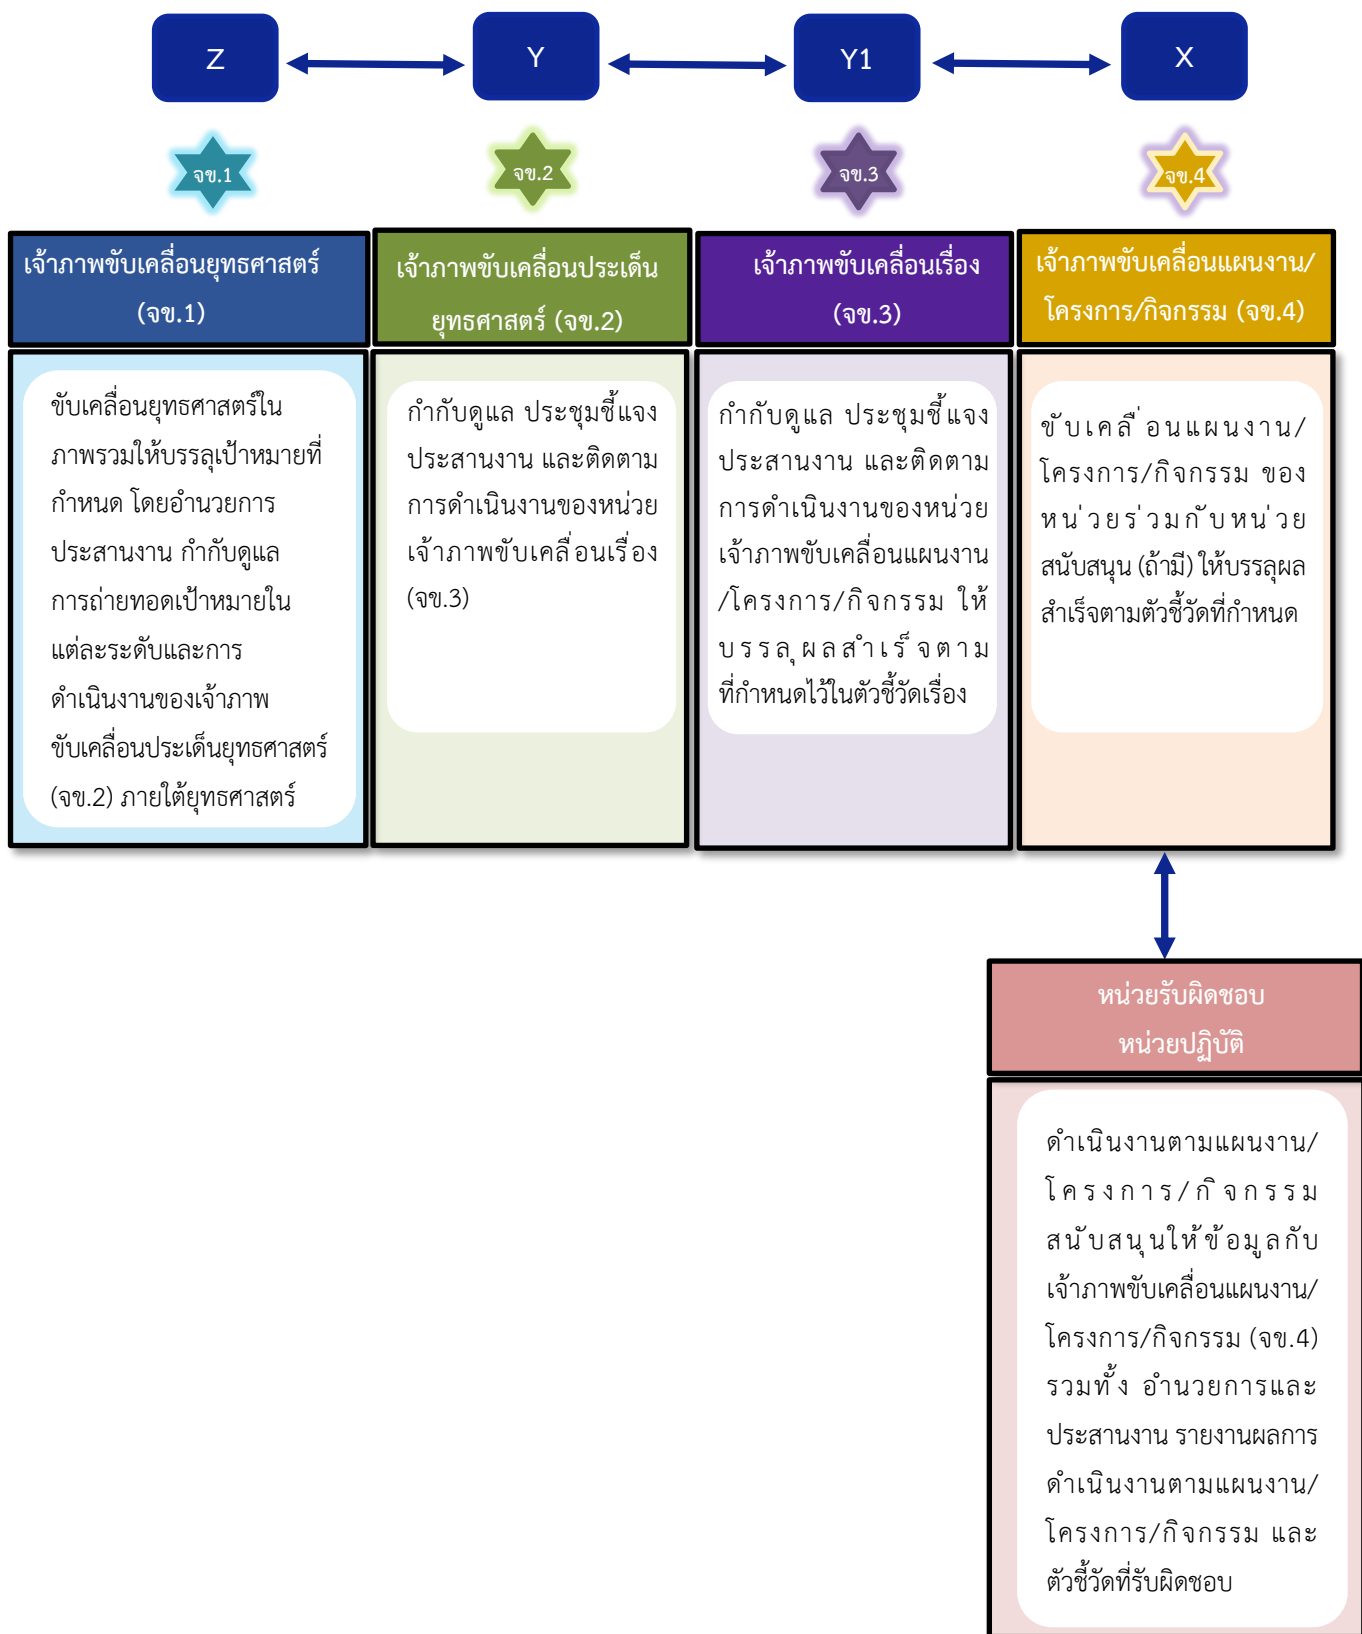 Z
Y
Y1
X
จข.1
จข.2
จข.3
จข.4
เจ้าภาพขับเคลื่อนยุทธศาสตร์
(จข.1)
เจ้าภาพขับเคลื่อนประเด็น
ยุทธศาสตร์ (จข.2)
เจ้าภาพขับเคลื่อนเรื่อง
(จข.3)
เจ้าภาพขับเคลื่อนแผนงาน/
โครงการ/กิจกรรม (จข.4)
ขับเคลื่อนยุทธศาสตร์ใน
ภาพรวมให้บรรลุเป้าหมายที่
กำหนด โดยอำนวยการ
ประสานงาน กำกับดูแล
การถ่ายทอดเป้าหมายใน
แต่ละระดับและการ
ดำเนินงานของเจ้าภาพ
ขับเคลื่อนประเด็นยุทธศาสตร์
(จข.2) ภายใต้ยุทธศาสตร์
กำกับดูแล ประชุมชี้แจง
ประสานงาน และติดตาม
การดำเนินงานของหน่วย
เจ้าภาพขับเคลื่อนเรื่อง
(จข.3)
กำกับดูแล ประชุมชี้แจง
ประสานงาน และติดตาม
การดำเนินงานของหน่วย
เจ้าภาพขับเคลื่อนแผนงาน
/โครงการ/กิจกรรม ให้
บรรลุผลสำเร็จตาม
ที่กำหนดไว้ในตัวชี้วัดเรื่อง
ขับเคลื่อนแผนงาน/
โครงการ/กิจกรรม ของ
หน่วยร่วมกับหน่วย
สนับสนุน (ถ้ามี) ให้บรรลุผล
สำเร็จตามตัวชี้วัดที่กำหนด
หน่วยรับผิดชอบ
หน่วยปฏิบัติ
ดำเนินงานตามแผนงาน/
โครงการ/กิจกรรม
สนับสนุนให้ข้อมูลกับ
เจ้าภาพขับเคลื่อนแผนงาน/
โครงการ/กิจกรรม (จข.4)
รวมทั้ง อำนวยการและ
ประสานงาน รายงานผลการ
ดำเนินงานตามแผนงาน/
โครงการ/กิจกรรม และ
ตัวชี้วัดที่รับผิดชอบ